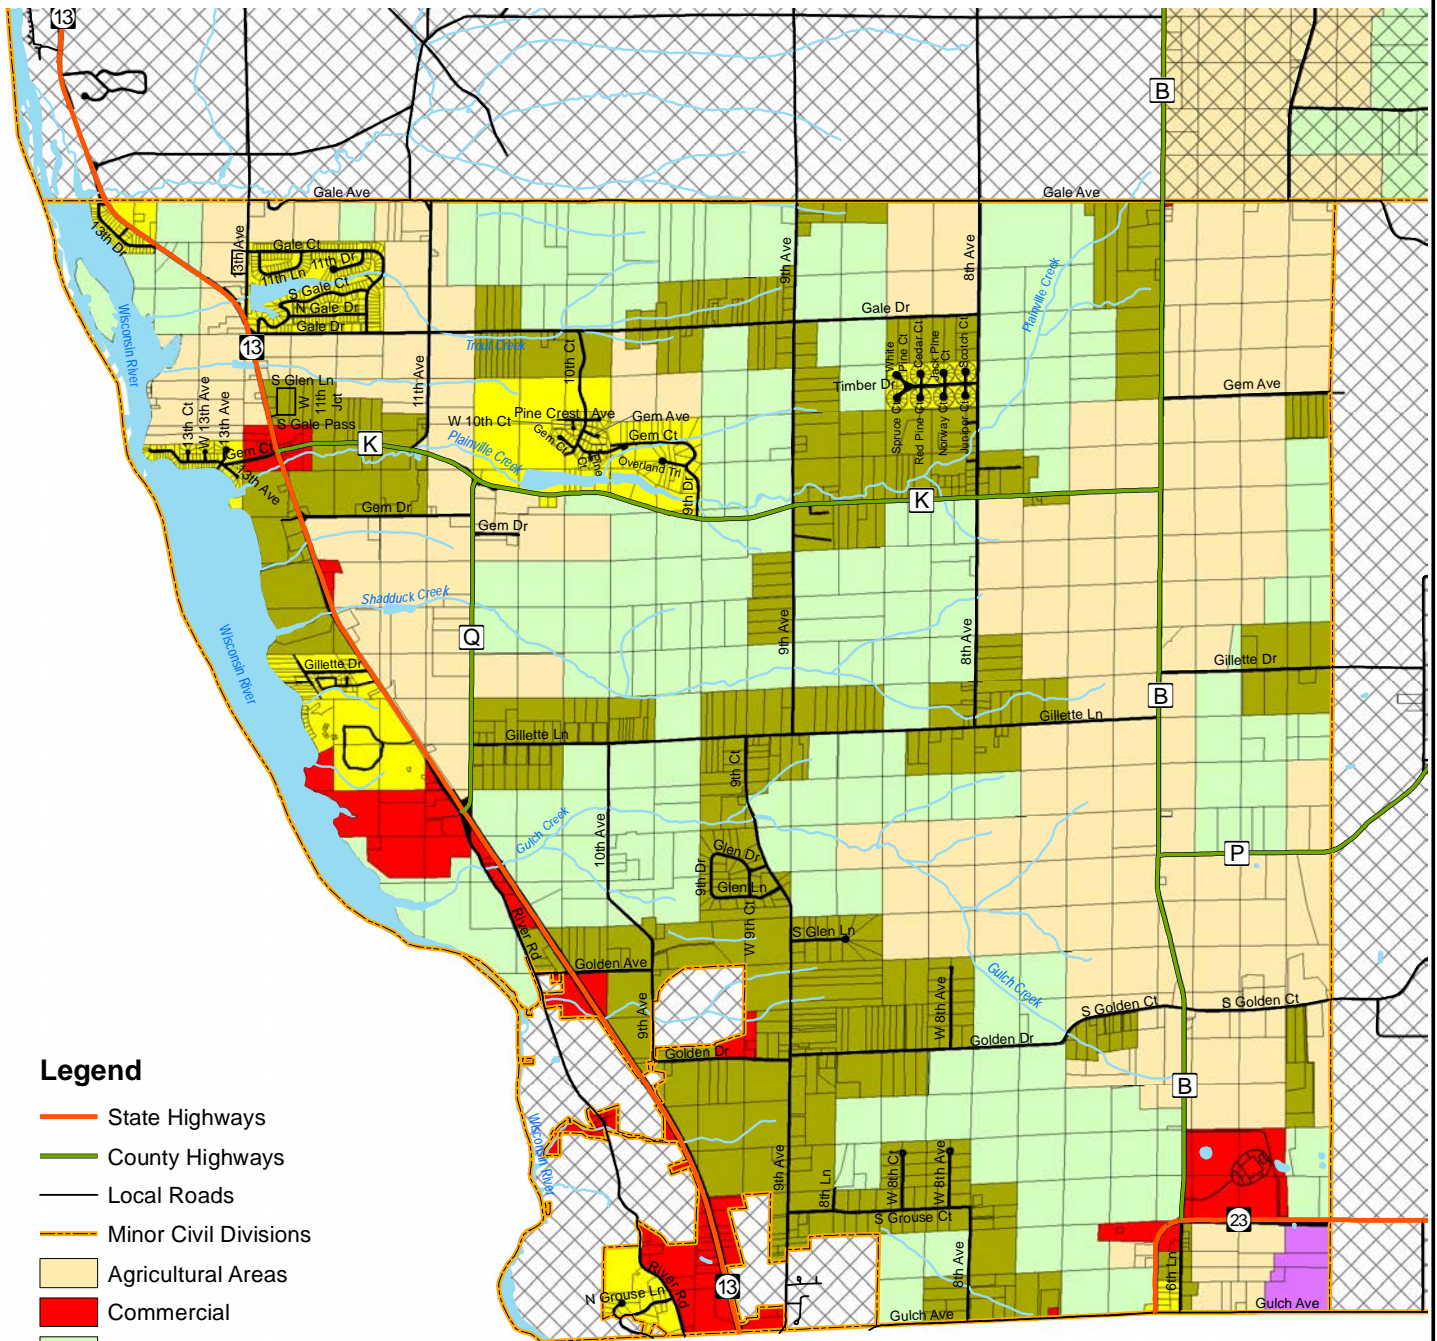 13
B
Gale Ave
Gale Ave
13th Dr
13th Ave
Gale Ct
11th Dr
11th Ln
S Gale Ct
N Gale Dr
Gale Dr
9th Ave
8th Ave
Plainville Creek
Gale Dr
Wisconsin River
13
Trout Creek
10th Ct
11th Ave
White Pine Ct
Cedar Ct
Jack Pine Ct
Scotch Ct
Timber Dr
Gem Ave
S Glen Ln
W 11th Jct
S Gale Pass
13th Ct
W 13th Ave
13th Ave
Gem Ct
13th Ave
K
W 10th Ct
Pine Crest Ave
Gem Ave
Gem Ct
Gem Ct
Pine Ct
Overland Trl
9th Dr
Plainville Creek
Spruce Ct
Red Pine Ct
Norway Ct
Juniper Ct
K
Gem Dr
Gem Dr
Shadduck Creek
Q
9th Ave
8th Ave
Wisconsin River
Gillette Dr
Gillette Dr
B
Gillette Ln
Gillette Ln
9th Ct
Gulch Creek
10th Ave
Glen Dr
9th Dr
Glen Ln
P
River Rd
W 9th Ct
S Glen Ln
Golden Ave
Gulch Creek
9th Ave
W 8th Ave
S Golden Ct
S Golden Ct
Golden Dr
Golden Dr
B
Wisconsin River
9th Ave
8th Ln
W 8th Ct
W 8th Ave
S Grouse Ct
23
8th Ave
6th Ln
River Rd
N Grouse Ln
13
Gulch Ave
Gulch Ave
Legend
State Highways
County Highways
Local Roads
Minor Civil Divisions
Agricultural Areas
Commercial